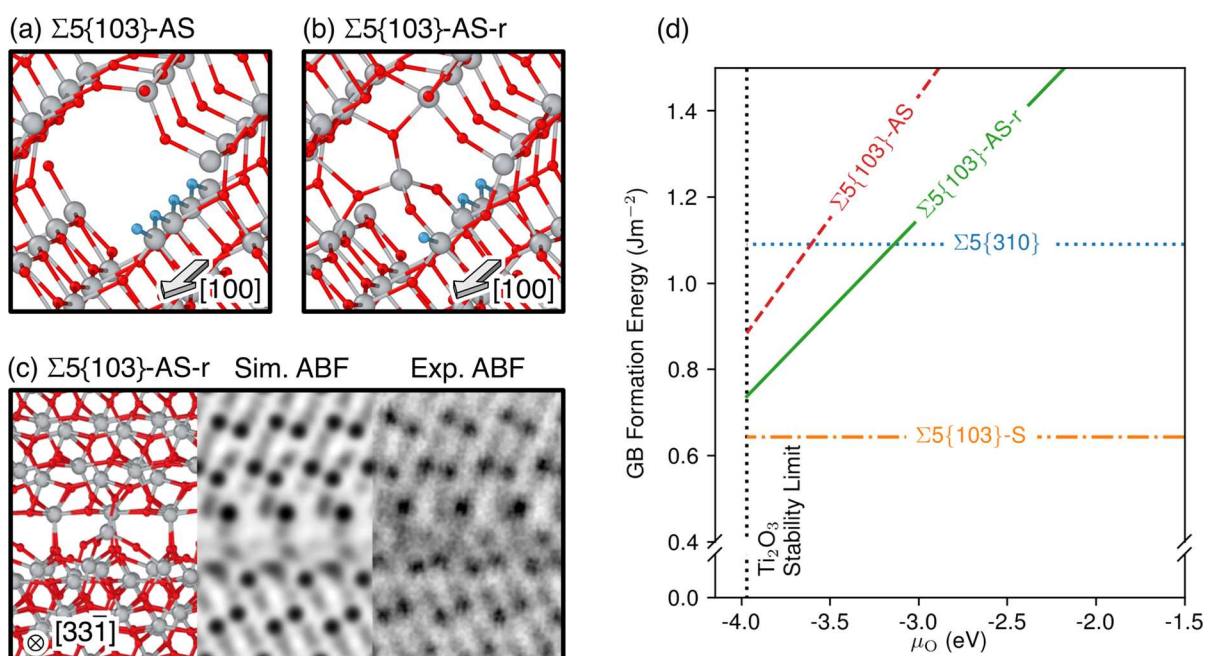 (a) Σ5{103}-AS
(b) Σ5{103}-AS-r
(d)
[100]
[100]
(c) Σ5{103}-AS-r
Sim. ABF
Exp. ABF
[331̄]
GB Formation Energy (Jm⁻²)
1.4
1.2
1.0
0.8
0.6
0.4
0.0
Σ5{103}-AS
Σ5{103}-AS-r
Σ5{310}
Σ5{103}-S
Ti₂O₃
Stability Limit
-4.0
-3.5
-3.0
-2.5
-2.0
-1.5
μ_O (eV)